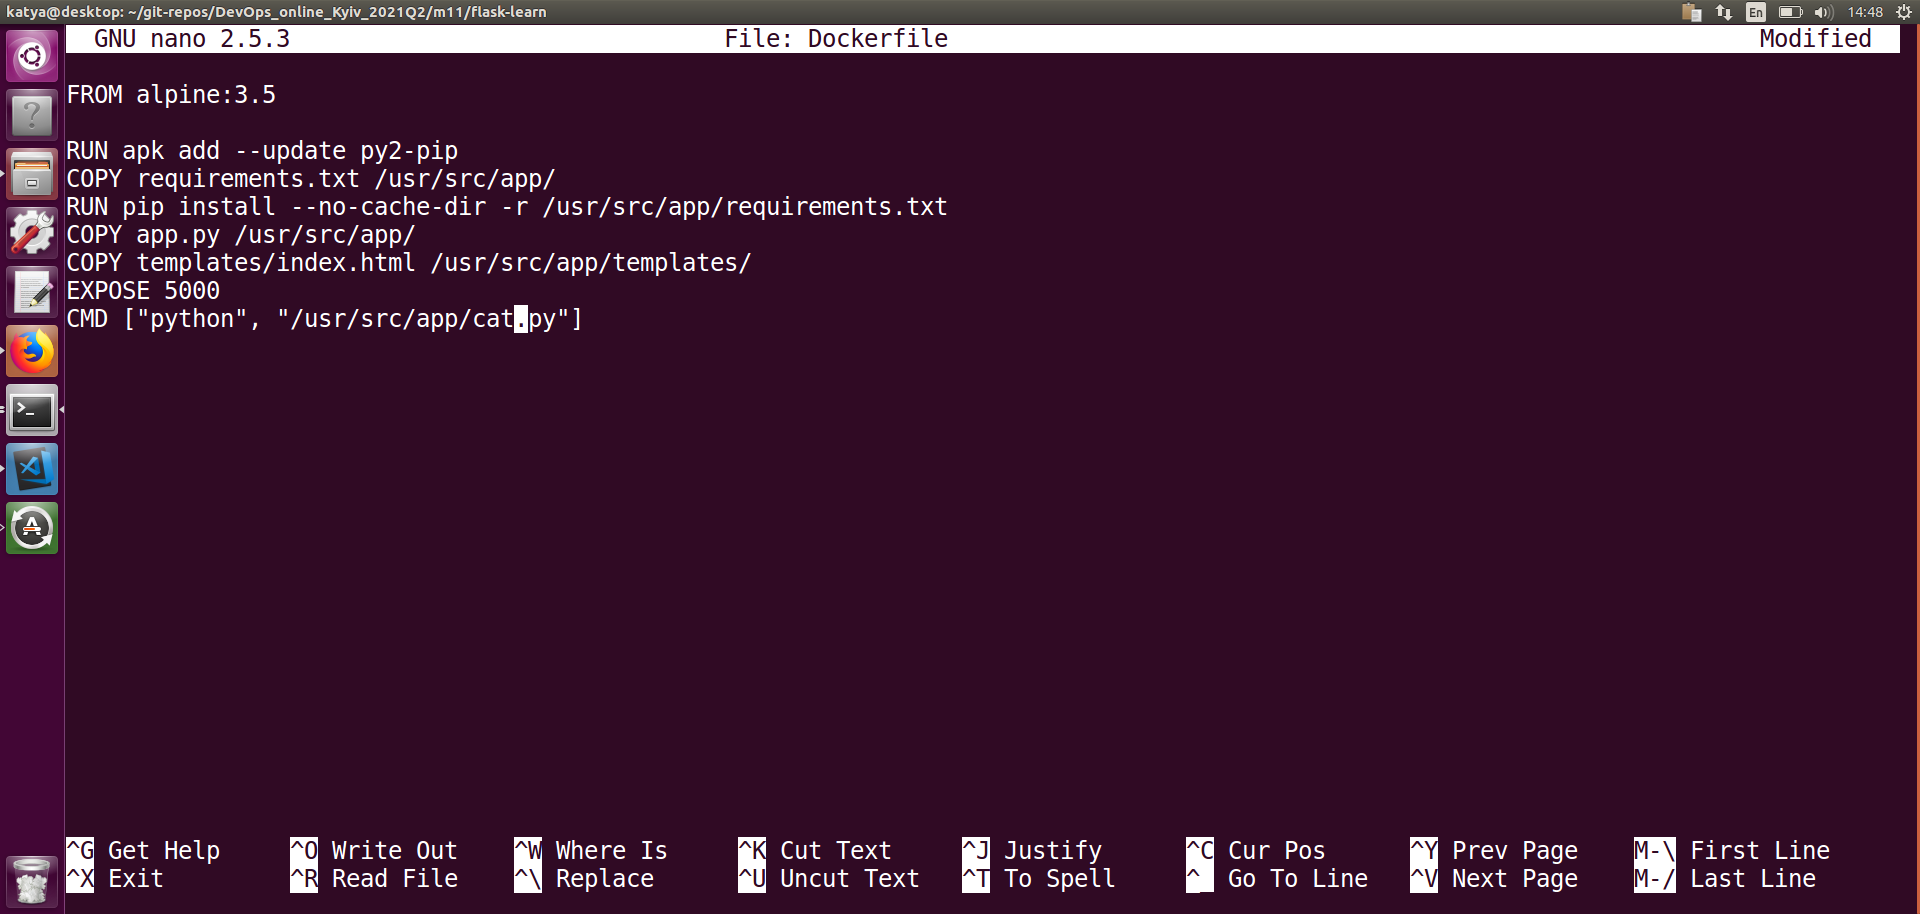 katya@desktop: ~/git-repos/DevOps_online_Kyiv_2021Q2/m11/flask-learn En 14:48
GNU nano 2.5.3 File: Dockerfile Modified
FROM alpine:3.5
RUN apk add --update py2-pip
COPY requirements.txt /usr/src/app/
RUN pip install --no-cache-dir -r /usr/src/app/requirements.txt
COPY app.py /usr/src/app/
COPY templates/index.html /usr/src/app/templates/
EXPOSE 5000
CMD ["python", "/usr/src/app/cat.py"]
^G Get Help ^O Write Out ^W Where Is ^K Cut Text ^J Justify ^C Cur Pos ^Y Prev Page M-\ First Line
^X Exit ^R Read File ^\ Replace ^U Uncut Text ^T To Spell ^_ Go To Line ^V Next Page M-/ Last Line